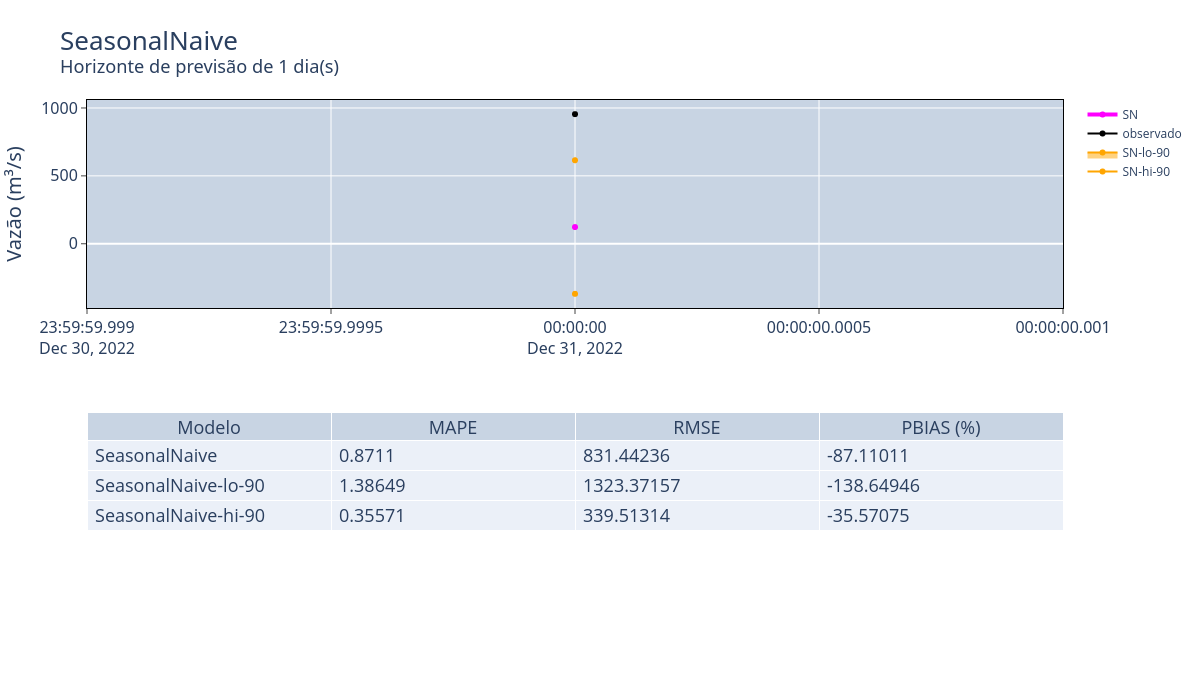 SeasonalNaive
Horizonte de previsão de 1 dia(s)
Vazão (m³/s)
1000
500
0
SN
observado
SN-lo-90
SN-hi-90
23:59:59.999 23:59:59.9995 00:00:00 00:00:00.0005 00:00:00.001
Dec 30, 2022 Dec 31, 2022
Modelo MAPE RMSE PBIAS (%)
SeasonalNaive 0.8711 831.44236 -87.11011
SeasonalNaive-lo-90 1.38649 1323.37157 -138.64946
SeasonalNaive-hi-90 0.35571 339.51314 -35.57075